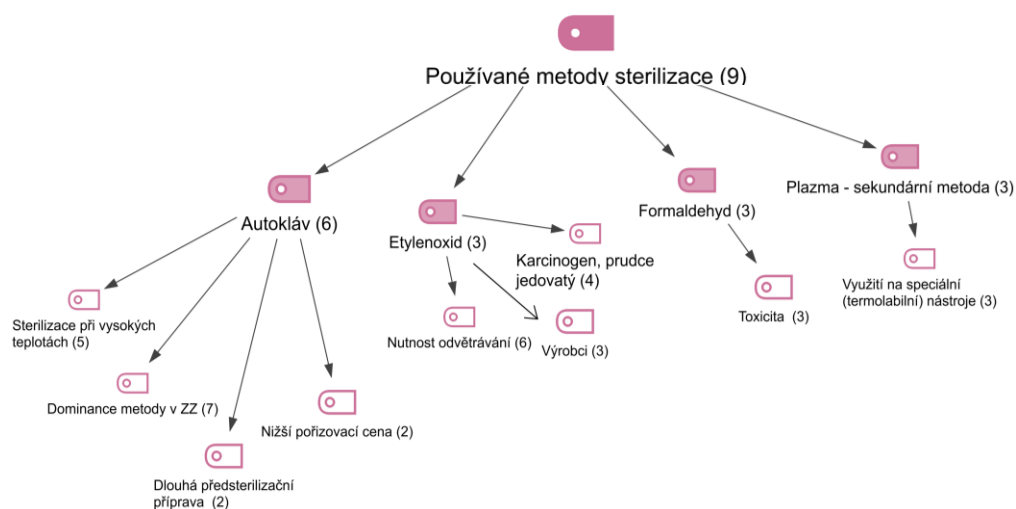 Používané metody sterilizace (9)
Autokláv (6)
Etylenoxid (3)
Formaldehyd (3)
Plazma - sekundární metoda (3)
Sterilizace při vysokých
teplotách (5)
Dominance metody v ZZ (7)
Dlouhá předsterilizační
příprava (2)
Nižší pořizovací cena (2)
Karcinogen, prudce
jedovatý (4)
Nutnost odvětrávání (6)
Výrobci (3)
Toxicita (3)
Využití na speciální
(termolabilní) nástroje (3)